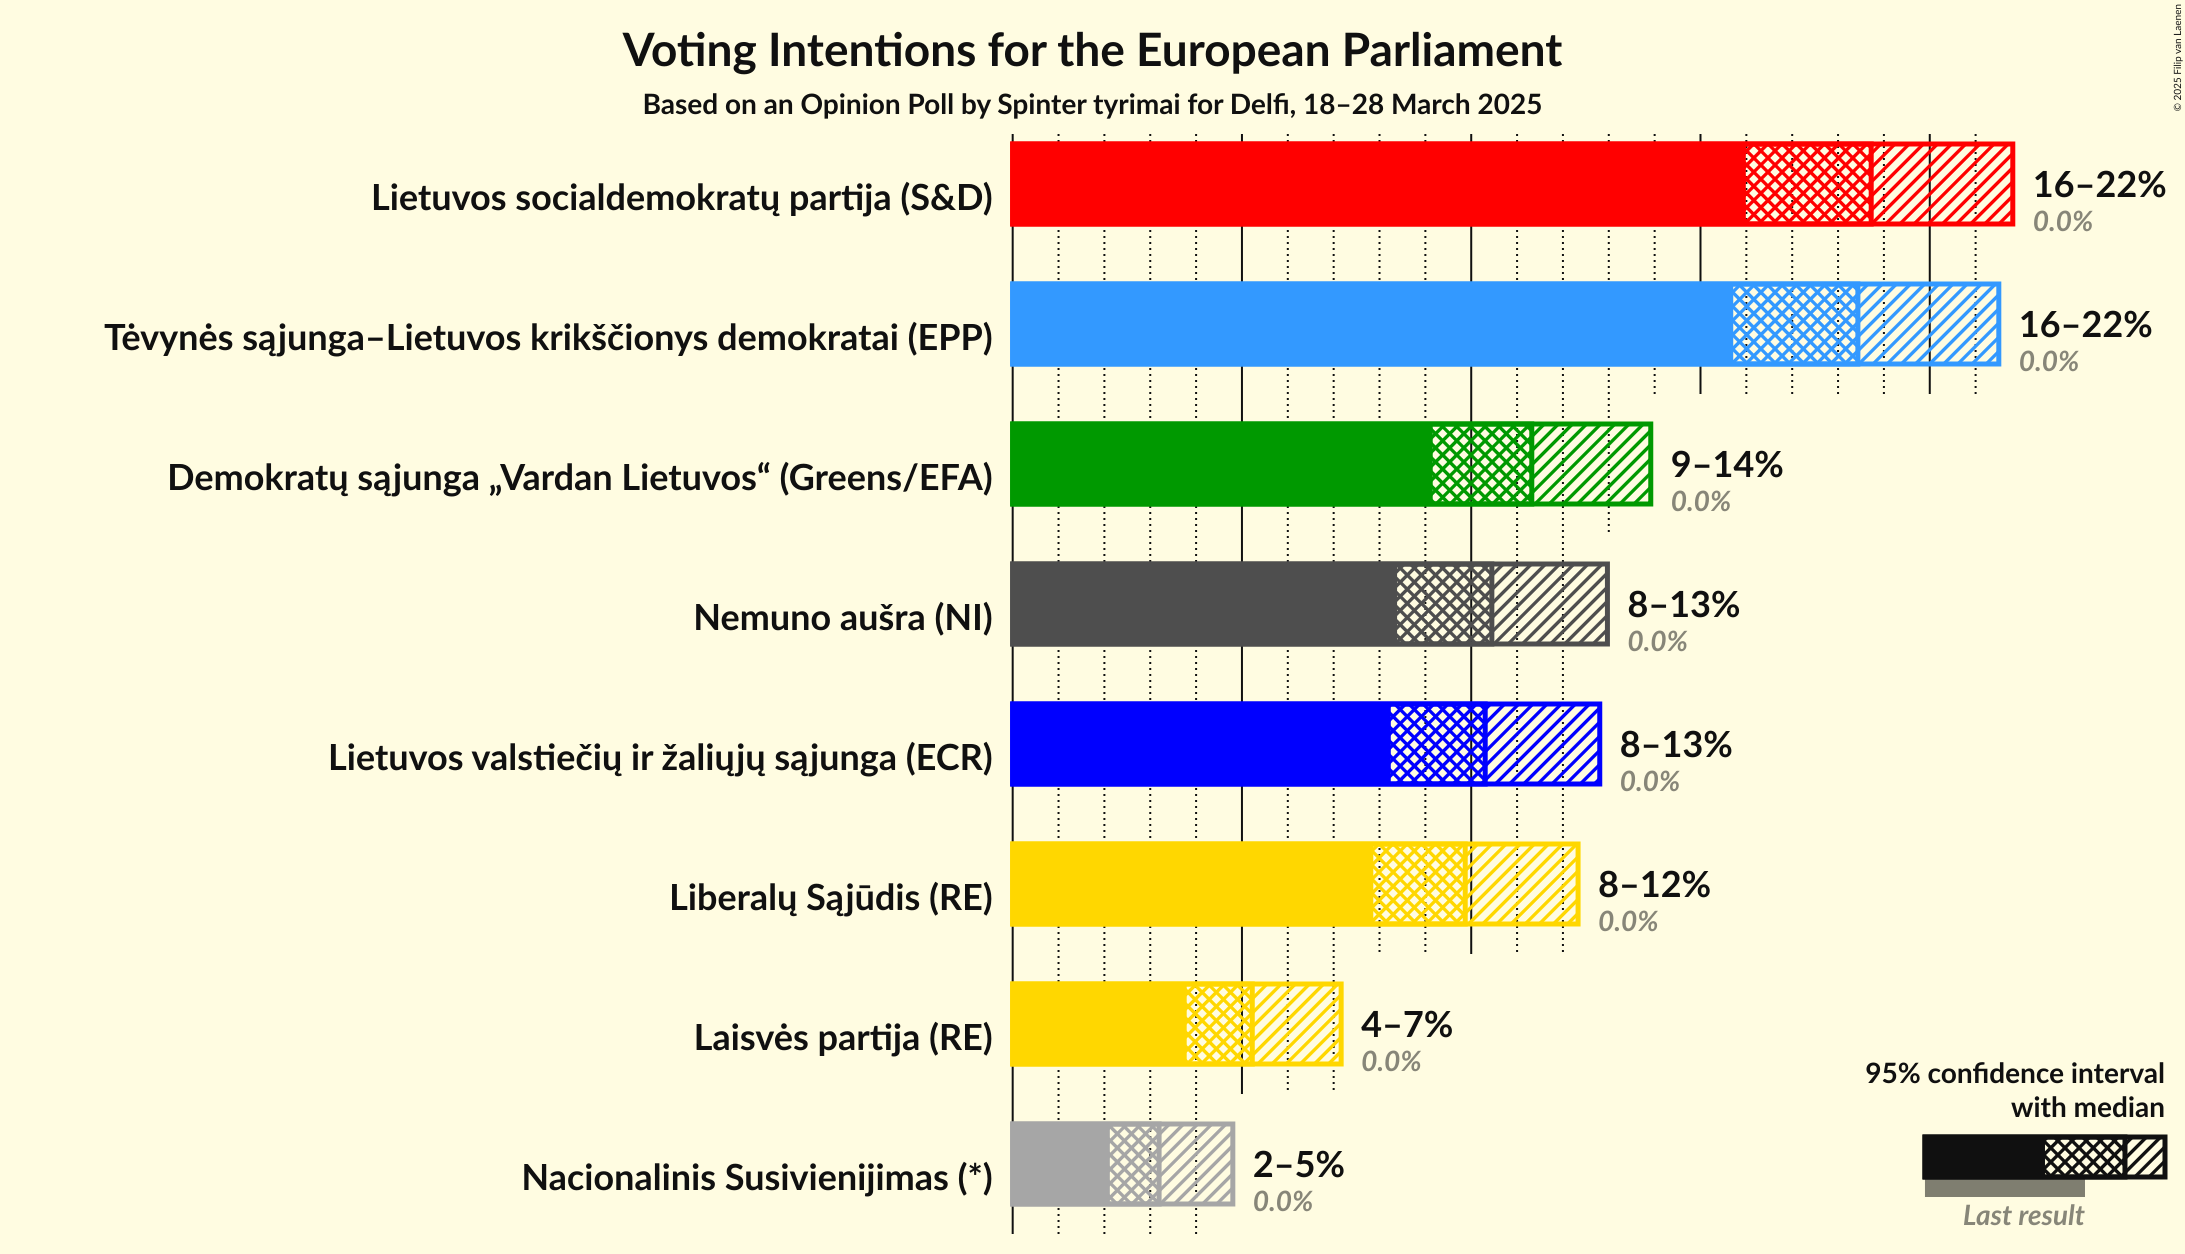 Voting Intentions for the European Parliament
Based on an Opinion Poll by Spinter tyrimai for Delfi, 18–28 March 2025
© 2025 Filip van Laenen
Lietuvos socialdemokratų partija (S&D)
16–22%
0.0%
Tėvynės sąjunga–Lietuvos krikščionys demokratai (EPP)
16–22%
0.0%
Demokratų sąjunga „Vardan Lietuvos“ (Greens/EFA)
9–14%
0.0%
Nemuno aušra (NI)
8–13%
0.0%
Lietuvos valstiečių ir žaliųjų sąjunga (ECR)
8–13%
0.0%
Liberalų Sąjūdis (RE)
8–12%
0.0%
Laisvės partija (RE)
4–7%
0.0%
Nacionalinis Susivienijimas (*)
2–5%
0.0%
95% confidence interval
with median
Last result